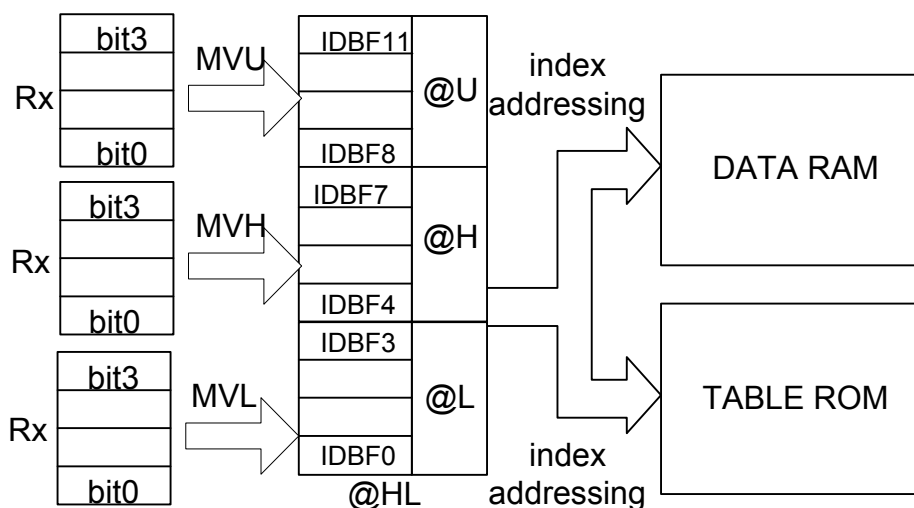 bit3
Rx
bit0
MVU
IDBF11
IDBF8
@U
index
addressing
DATA RAM
bit3
Rx
bit0
MVH
IDBF7
IDBF4
@H
bit3
Rx
bit0
MVL
IDBF3
IDBF0
@L
@HL
index
addressing
TABLE ROM